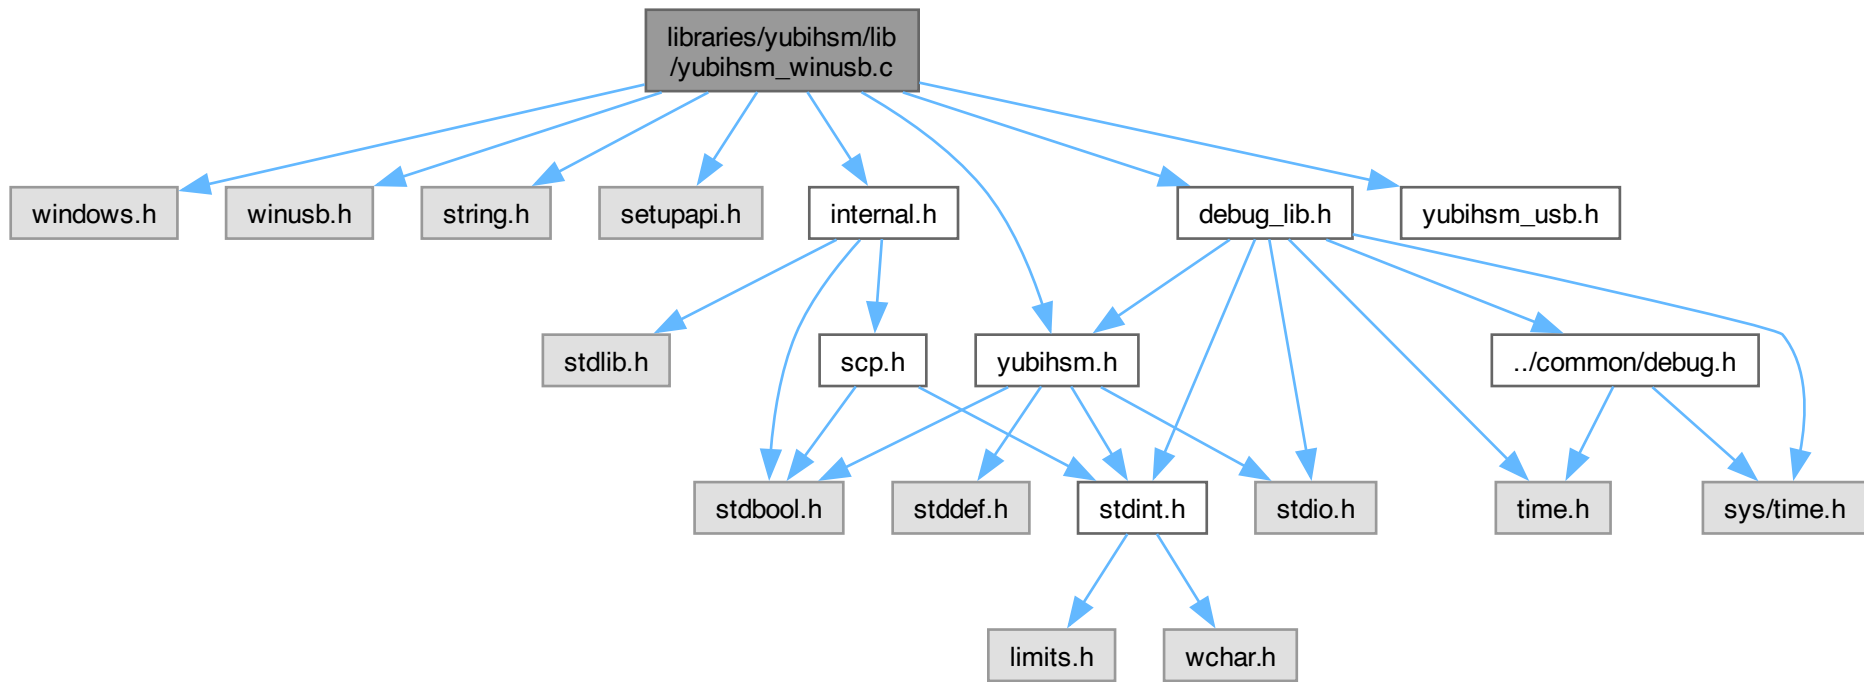 libraries/yubihsm/lib
/yubihsm_winusb.c
windows.h
winusb.h
string.h
setupapi.h
internal.h
debug_lib.h
yubihsm_usb.h
stdlib.h
scp.h
yubihsm.h
../common/debug.h
stdbool.h
stddef.h
stdint.h
stdio.h
time.h
sys/time.h
limits.h
wchar.h